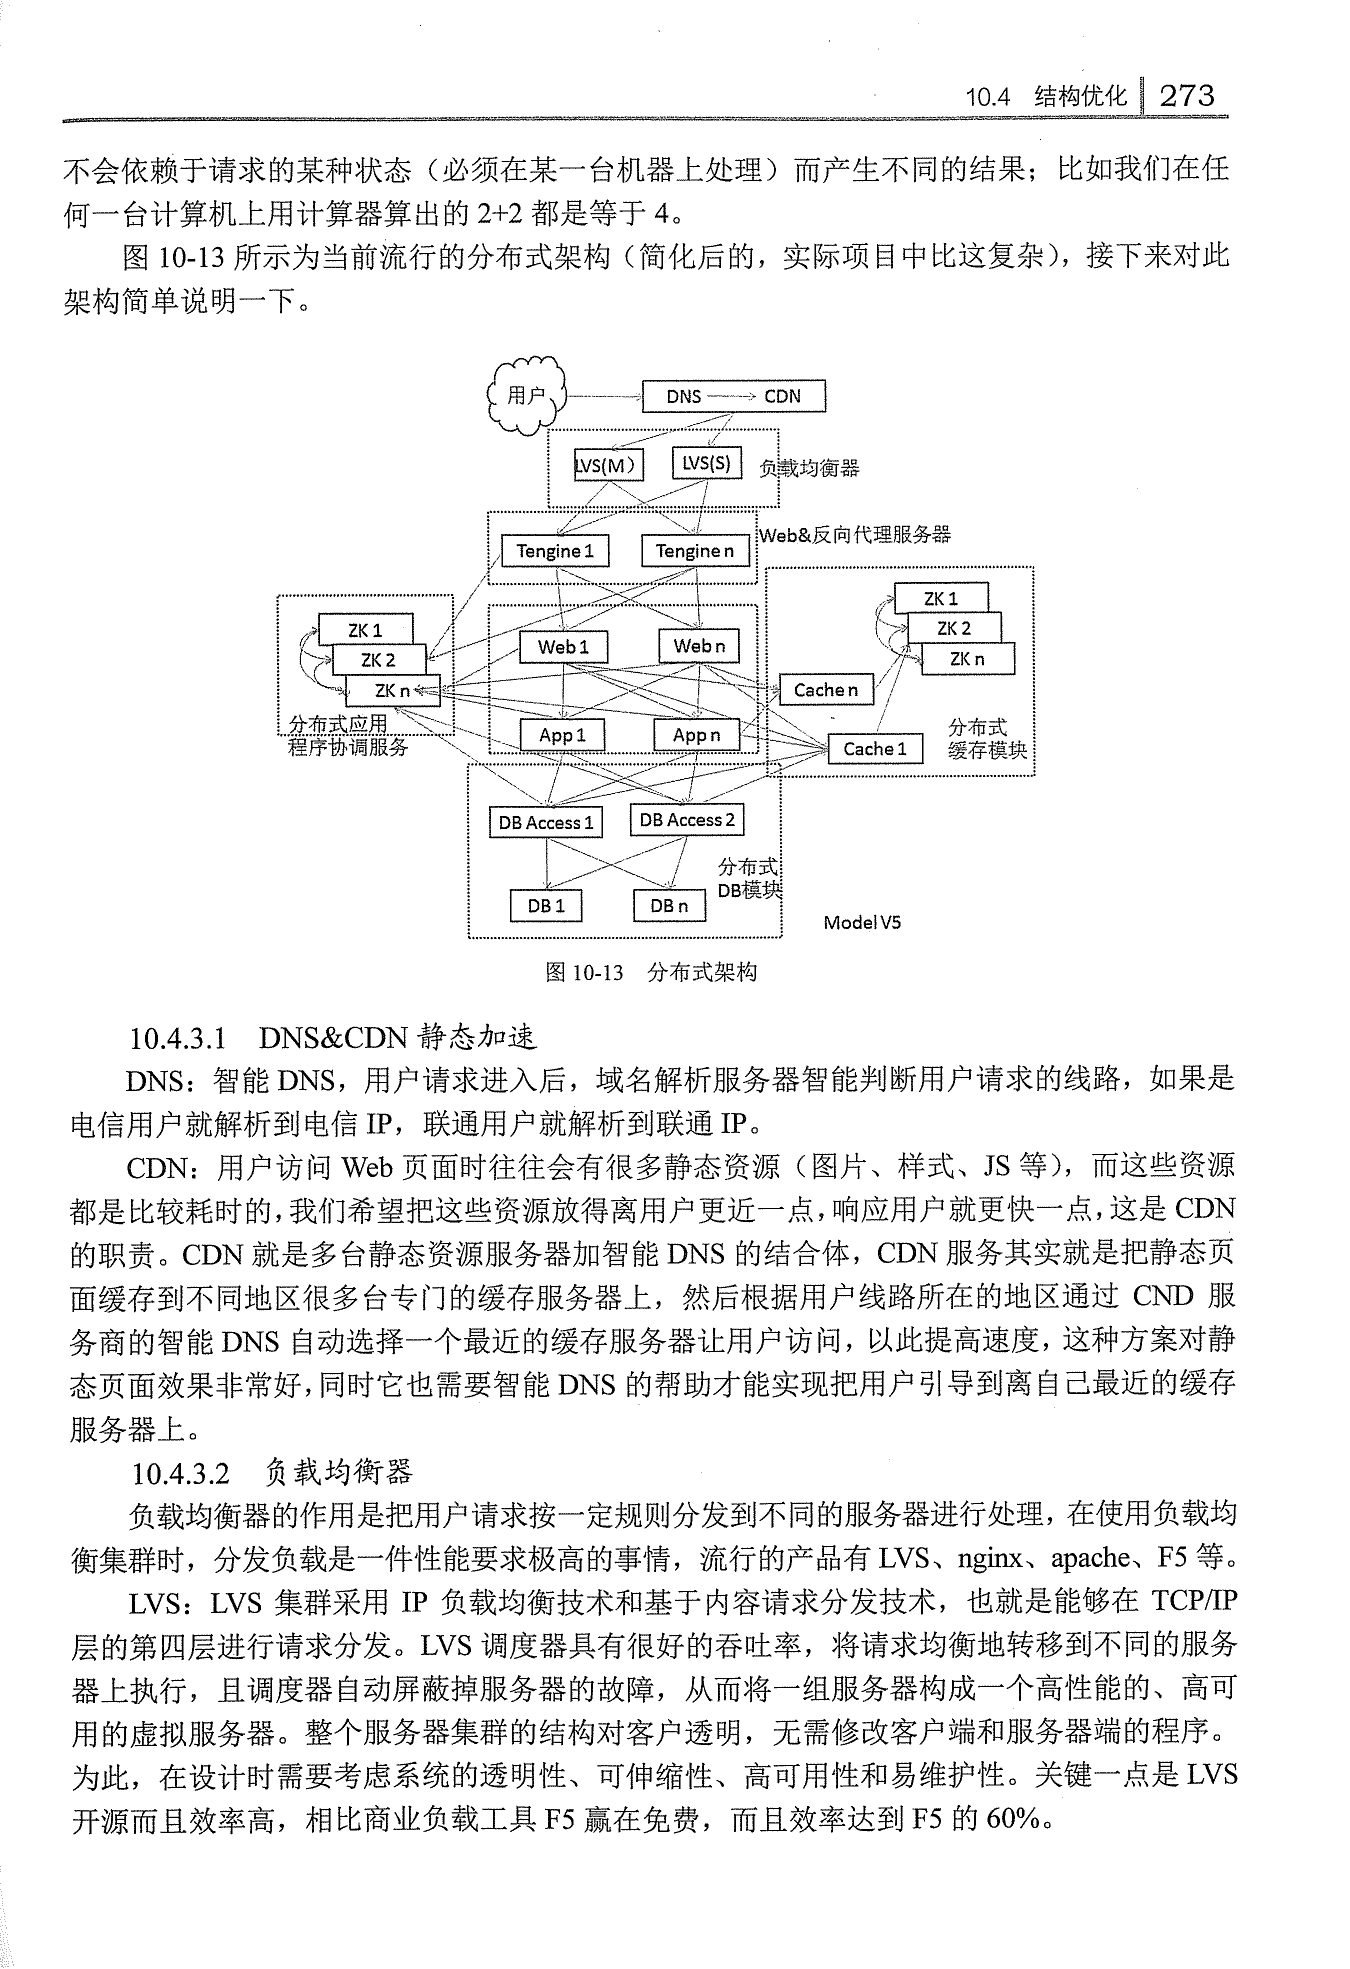 10.4 结构优化 273
不会依赖于请求的某种状态（必须在某一台机器上处理）而产生不同的结果；比如我们在任
何一台计算机上用计算器算出的 2+2 都是等于 4。
图 10-13 所示为当前流行的分布式架构（简化后的，实际项目中比这复杂），接下来对此
架构简单说明一下。
用户
DNS → CDN
LVS(M)
LVS(S)
负载均衡器
Tengine 1
Tengine n
Web&反向代理服务器
ZK 1
ZK 2
ZK n
分布式应用
程序协调服务
Web 1
Web n
App 1
App n
ZK 1
ZK 2
ZK n
Cache n
Cache 1
分布式
缓存模块
DB Access 1
DB Access 2
分布式
DB模块
DB 1
DB n
Model V5
图 10-13 分布式架构
10.4.3.1 DNS&CDN 静态加速
DNS：智能 DNS，用户请求进入后，域名解析服务器智能判断用户请求的线路，如果是
电信用户就解析到电信 IP，联通用户就解析到联通 IP。
CDN：用户访问 Web 页面时往往会有很多静态资源（图片、样式、JS 等），而这些资源
都是比较耗时的，我们希望把这些资源放得离用户更近一点，响应用户就更快一点，这是 CDN
的职责。CDN 就是多台静态资源服务器加智能 DNS 的结合体，CDN 服务其实就是把静态页
面缓存到不同地区很多台专门的缓存服务器上，然后根据用户线路所在的地区通过 CND 服
务商的智能 DNS 自动选择一个最近的缓存服务器让用户访问，以此提高速度，这种方案对静
态页面效果非常好，同时它也需要智能 DNS 的帮助才能实现把用户引导到离自己最近的缓存
服务器上。
10.4.3.2 负载均衡器
负载均衡器的作用是把用户请求按一定规则分发到不同的服务器进行处理，在使用负载均
衡集群时，分发负载是一件性能要求极高的事情，流行的产品有 LVS、nginx、apache、F5 等。
LVS：LVS 集群采用 IP 负载均衡技术和基于内容请求分发技术，也就是能够在 TCP/IP
层的第四层进行请求分发。LVS 调度器具有很好的吞吐率，将请求均衡地转移到不同的服务
器上执行，且调度器自动屏蔽掉服务器的故障，从而将一组服务器构成一个高性能的、高可
用的虚拟服务器。整个服务器集群的结构对客户透明，无需修改客户端和服务器端的程序。
为此，在设计时需要考虑系统的透明性、可伸缩性、高可用性和易维护性。关键一点是 LVS
开源而且效率高，相比商业负载工具 F5 赢在免费，而且效率达到 F5 的 60%。